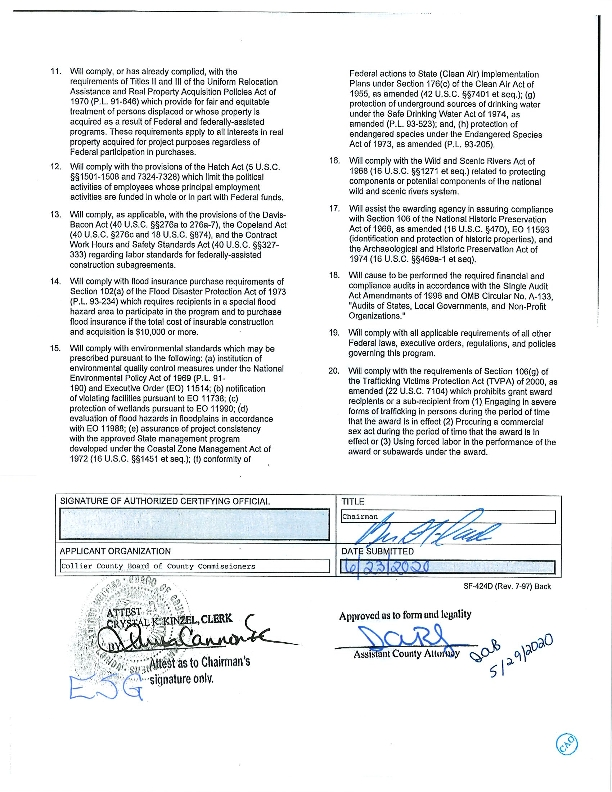 11. Will comply, or has already complied, with the
requirements of Titles II and III of the Uniform Relocation
Assistance and Real Property Acquisition Policies Act of
1970 (P.L. 91-646) which provide for fair and equitable
treatment of persons displaced or whose property is
acquired as a result of Federal and federally-assisted
programs. These requirements apply to all interests in real
property acquired for project purposes regardless of
Federal participation in purchases.
12. Will comply with the provisions of the Hatch Act (5 U.S.C.
§§1501-1508 and 7324-7328) which limit the political
activities of employees whose principal employment
activities are funded in whole or in part with Federal funds.
13. Will comply, as applicable, with the provisions of the Davis-
Bacon Act (40 U.S.C. §§276a to 276a-7), the Copeland Act
(40 U.S.C. §276c and 18 U.S.C. §874), and the Contract
Work Hours and Safety Standards Act (40 U.S.C. §§327-
333) regarding labor standards for federally-assisted
construction subagreements.
14. Will comply with flood insurance purchase requirements of
Section 102(a) of the Flood Disaster Protection Act of 1973
(P.L. 93-234) which requires recipients in a special flood
hazard area to participate in the program and to purchase
flood insurance if the total cost of insurable construction
and acquisition is $10,000 or more.
15. Will comply with environmental standards which may be
prescribed pursuant to the following: (a) institution of
environmental quality control measures under the National
Environmental Policy Act of 1969 (P.L. 91-
190) and Executive Order (EO) 11514; (b) notification
of violating facilities pursuant to EO 11738; (c)
protection of wetlands pursuant to EO 11990; (d)
evaluation of flood hazards in floodplains in accordance
with EO 11988; (e) assurance of project consistency
with the approved State management program
developed under the Coastal Zone Management Act of
1972 (16 U.S.C. §§1451 et seq.); (f) conformity of
Federal actions to State (Clean Air) Implementation
Plans under Section 176(c) of the Clean Air Act of
1955, as amended (42 U.S.C. §§7401 et seq.); (g)
protection of underground sources of drinking water
under the Safe Drinking Water Act of 1974, as
amended (P.L. 93-523); and, (h) protection of
endangered species under the Endangered Species
Act of 1973, as amended (P.L. 93-205).
16. Will comply with the Wild and Scenic Rivers Act of
1968 (16 U.S.C. §§1271 et seq.) related to protecting
components or potential components of the national
wild and scenic rivers system.
17. Will assist the awarding agency in assuring compliance
with Section 106 of the National Historic Preservation
Act of 1966, as amended (16 U.S.C. §470), EO 11593
(identification and protection of historic properties), and
the Archaeological and Historic Preservation Act of
1974 (16 U.S.C. §§469a-1 et seq).
18. Will cause to be performed the required financial and
compliance audits in accordance with the Single Audit
Act Amendments of 1996 and OMB Circular No. A-133,
"Audits of States, Local Governments, and Non-Profit
Organizations."
19. Will comply with all applicable requirements of all other
Federal laws, executive orders, regulations, and policies
governing this program.
20. Will comply with the requirements of Section 106(g) of
the Trafficking Victims Protection Act (TVPA) of 2000, as
amended (22 U.S.C. 7104) which prohibits grant award
recipients or a sub-recipient from (1) Engaging in severe
forms of trafficking in persons during the period of time
that the award is in effect (2) Procuring a commercial
sex act during the period of time that the award is in
effect or (3) Using forced labor in the performance of the
award or subawards under the award.
SIGNATURE OF AUTHORIZED CERTIFYING OFFICIAL
TITLE
Chairman
APPLICANT ORGANIZATION
DATE SUBMITTED
Collier County Board of County Commissioners
6/23/2020
SF-424D (Rev. 7-97) Back
ATTEST
CRYSTAL K. KINZEL, CLERK
Attest as to Chairman's
signature only.
ESG
Approved as to form and legality
Assistant County Attorney
DAB
5/29/2020
CAO